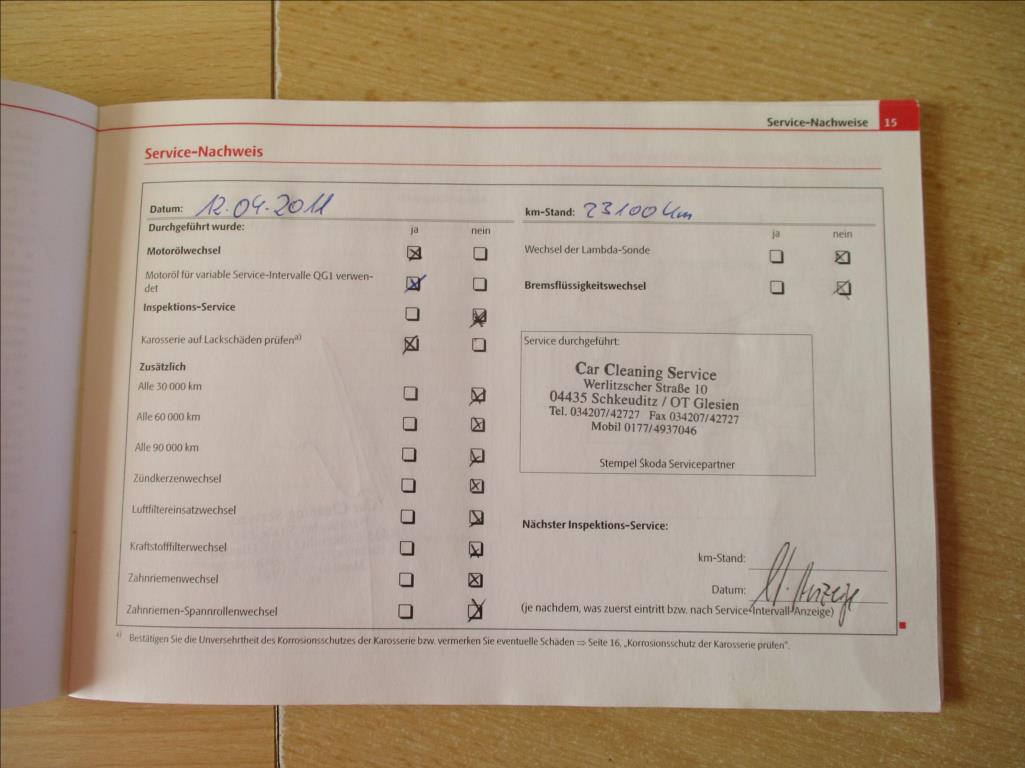 Service-Nachweise 15
Service-Nachweis
Datum: 12.04.2011
km-Stand: 23100 km
Durchgeführt wurde: ja nein
Motorölwechsel
Motoröl für variable Service-Intervalle QG1 verwen-
det
Inspektions-Service
Karosserie auf Lackschäden prüfen a)
Zusätzlich
Alle 30 000 km
Alle 60 000 km
Alle 90 000 km
Zündkerzenwechsel
Luftfiltereinsatzwechsel
Kraftstofffilterwechsel
Zahnriemenwechsel
Zahnriemen-Spannrollenwechsel
ja nein
Wechsel der Lambda-Sonde
Bremsflüssigkeitswechsel
Service durchgeführt:
Car Cleaning Service
Werlitzscher Straße 10
04435 Schkeuditz / OT Glesien
Tel. 034207/42727 Fax 034207/42727
Mobil 0177/4937046
Stempel Škoda Servicepartner
Nächster Inspektions-Service:
km-Stand:
Datum: lt. Anzeige
(je nachdem, was zuerst eintritt bzw. nach Service-Intervall-Anzeige)
a) Bestätigen Sie die Unversehrtheit des Korrosionsschutzes der Karosserie bzw. vermerken Sie eventuelle Schäden ⇒ Seite 16, „Korrosionsschutz der Karosserie prüfen“.